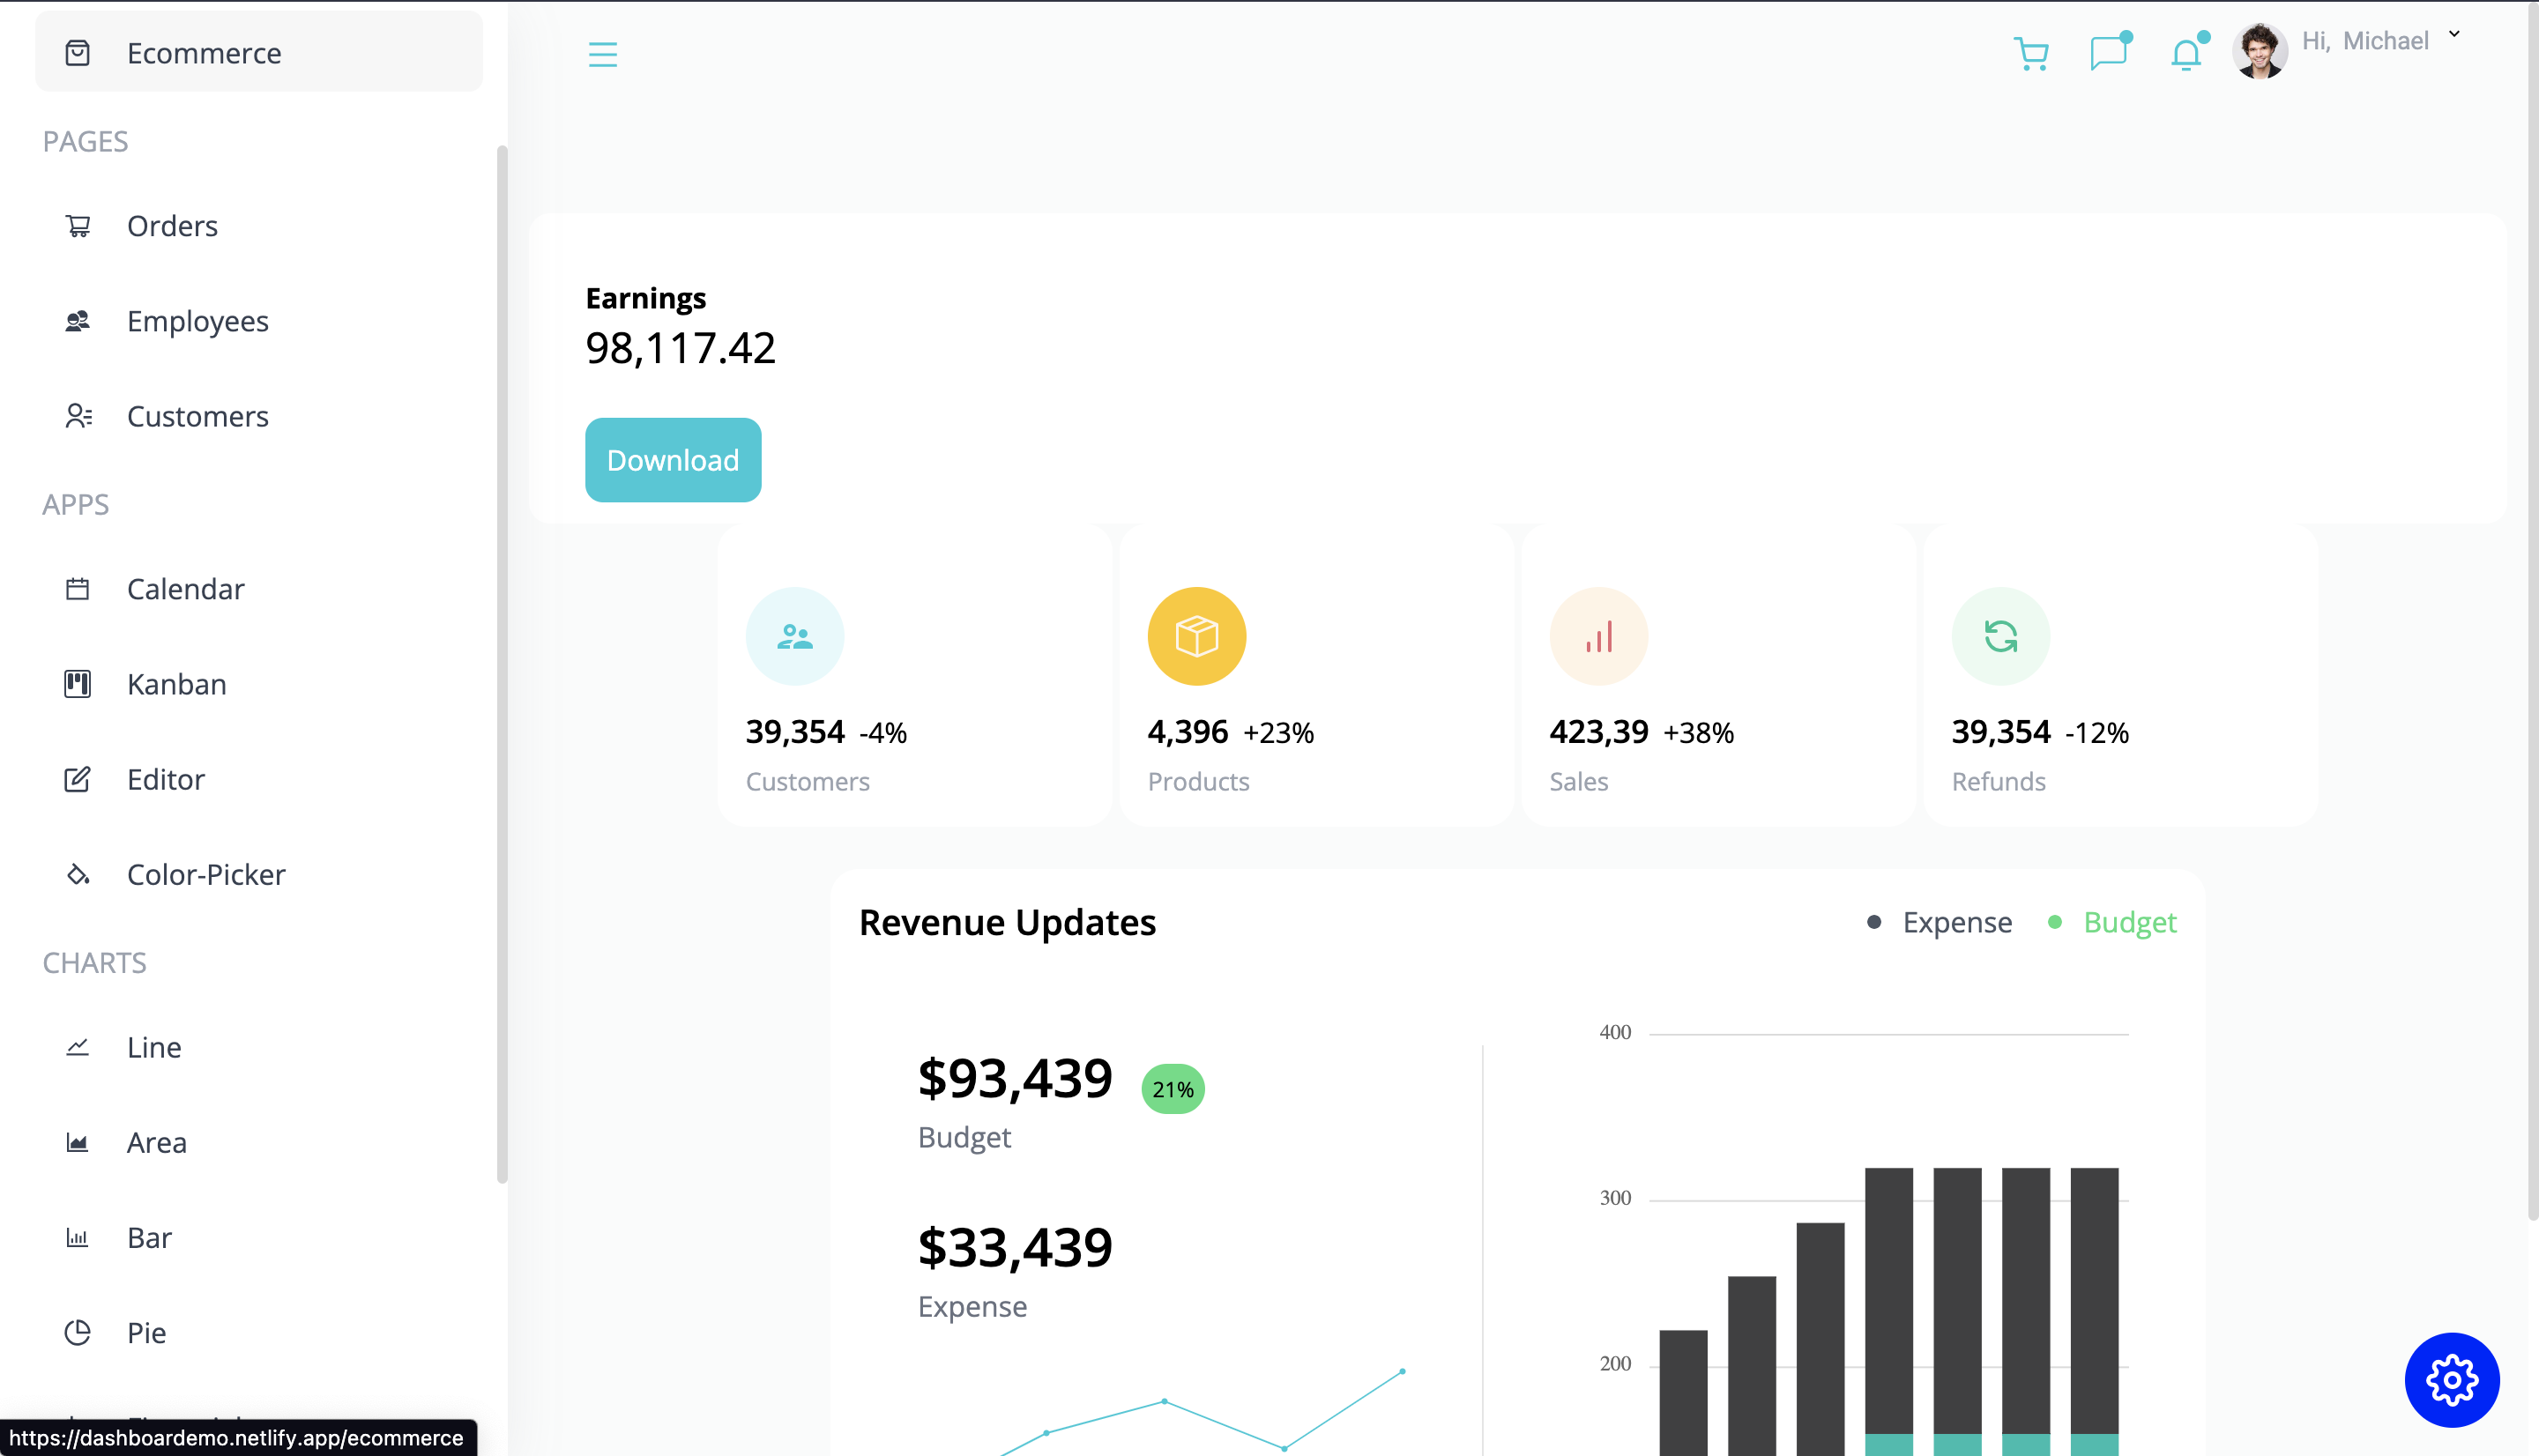 Ecommerce
PAGES
Orders
Employees
Customers
APPS
Calendar
Kanban
Editor
Color-Picker
CHARTS
Line
Area
Bar
Pie
https://dashboardemo.netlify.app/ecommerce
Hi, Michael
Earnings
98,117.42
Download
39,354 -4%
Customers
4,396 +23%
Products
423,39 +38%
Sales
39,354 -12%
Refunds
Revenue Updates
Expense
Budget
$93,439 21%
Budget
$33,439
Expense
400
300
200